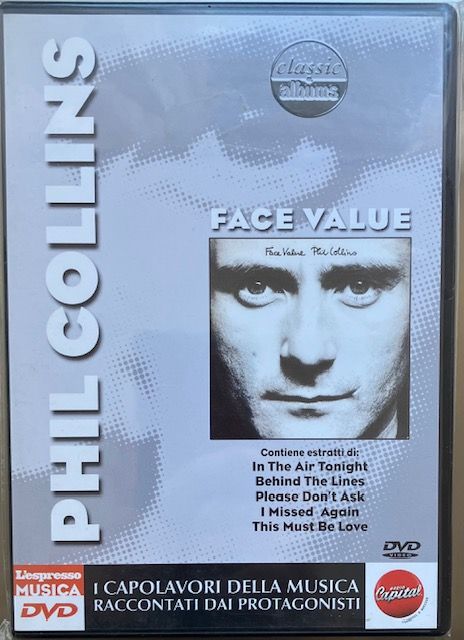 classic
albums
PHIL COLLINS
FACE VALUE
Face Value Phil Collins
Contiene estratti di:
In The Air Tonight
Behind The Lines
Please Don't Ask
I Missed Again
This Must Be Love
DVD
VIDEO
L'espresso
MUSICA
DVD
I CAPOLAVORI DELLA MUSICA
RACCONTATI DAI PROTAGONISTI
RADIO
Capital